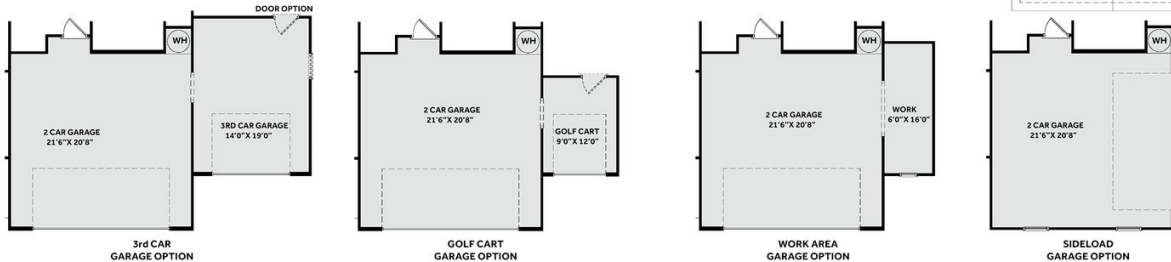 DOOR OPTION
WH
2 CAR GARAGE
21'6"X 20'8"
3RD CAR GARAGE
14'0"X 19'0"
3rd CAR
GARAGE OPTION
WH
2 CAR GARAGE
21'6"X 20'8"
GOLF CART
9'0"X 12'0"
GOLF CART
GARAGE OPTION
WH
2 CAR GARAGE
21'6"X 20'8"
WORK
6'0"X 16'0"
WORK AREA
GARAGE OPTION
WH
2 CAR GARAGE
21'6"X 20'8"
SIDELOAD
GARAGE OPTION